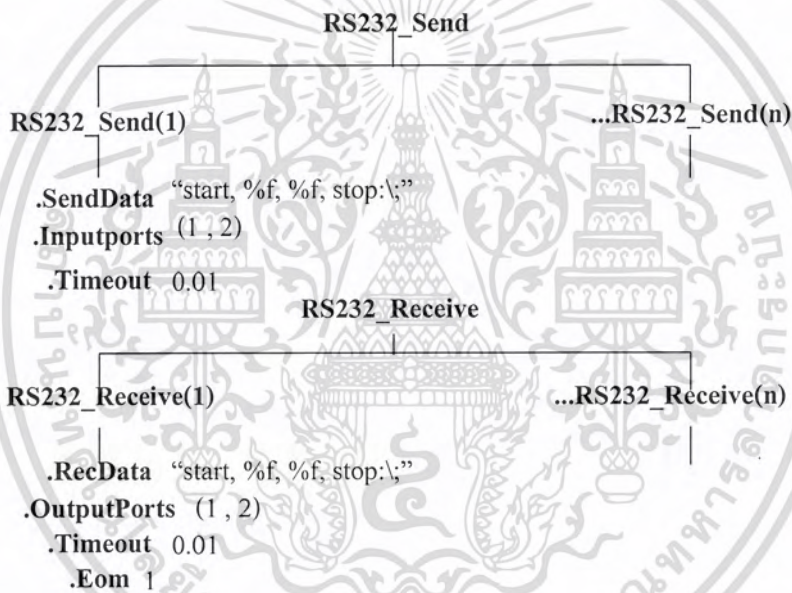 RS232_Send
RS232_Send(1) ...RS232_Send(n)
.SendData “start, %f, %f, stop:\;”
.Inputports (1 , 2)
.Timeout 0.01
RS232_Receive
RS232_Receive(1) ...RS232_Receive(n)
.RecData “start, %f, %f, stop:\;”
.OutputPorts (1 , 2)
.Timeout 0.01
.Eom 1